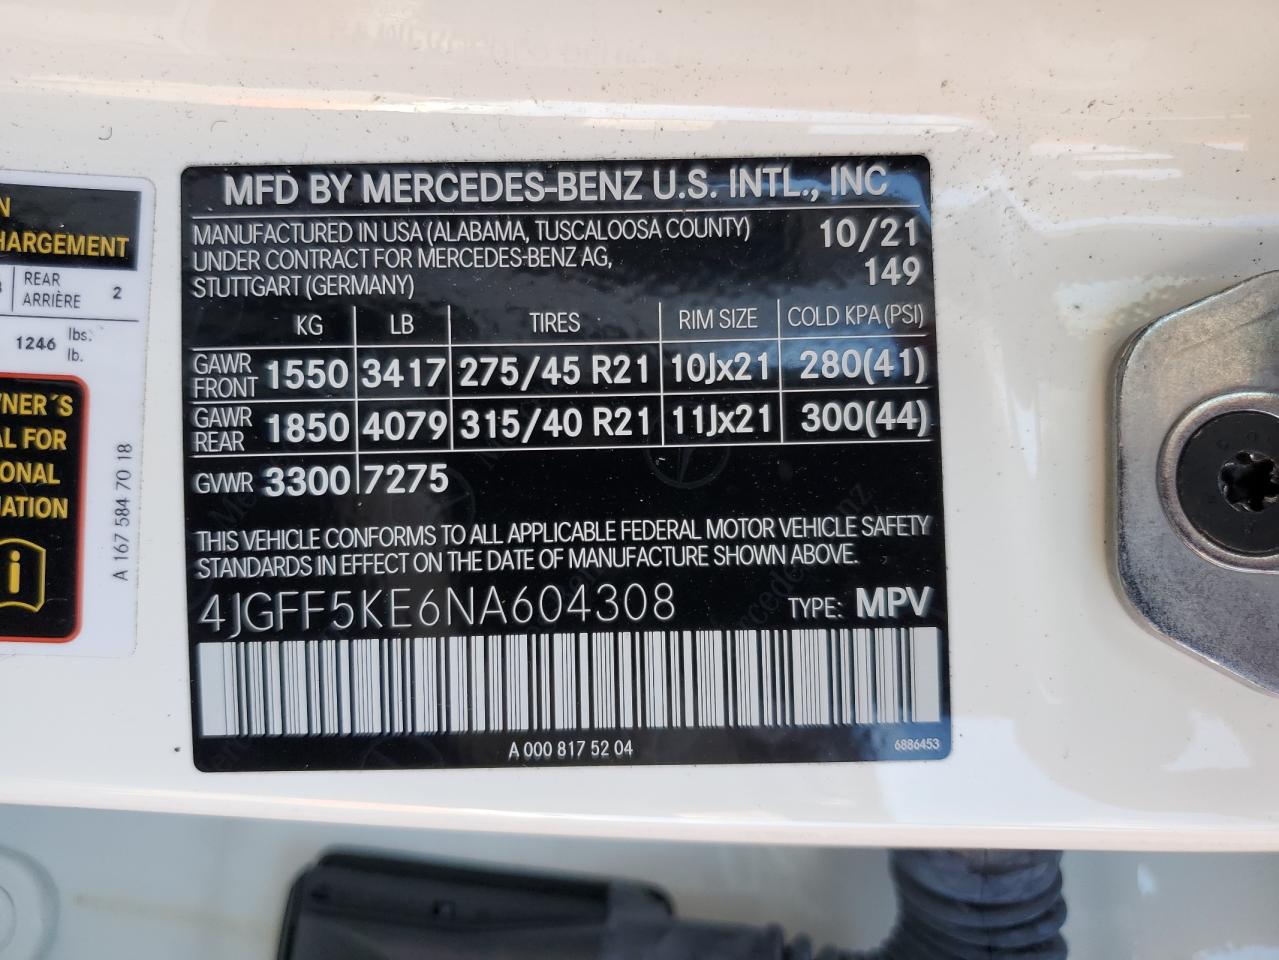 N
HARGEMENT
REAR
ARRIÈRE 2
1246 lbs.
lb.
NER´S
AL FOR
IONAL
ATION
i
A 167 584 70 18
MFD BY MERCEDES-BENZ U.S. INTL., INC
MANUFACTURED IN USA (ALABAMA, TUSCALOOSA COUNTY) 10/21
UNDER CONTRACT FOR MERCEDES-BENZ AG, 149
STUTTGART (GERMANY)
KG LB TIRES RIM SIZE COLD KPA (PSI)
GAWR FRONT 1550 3417 275/45 R21 10Jx21 280(41)
GAWR REAR 1850 4079 315/40 R21 11Jx21 300(44)
GVWR 3300 7275
THIS VEHICLE CONFORMS TO ALL APPLICABLE FEDERAL MOTOR VEHICLE SAFETY
STANDARDS IN EFFECT ON THE DATE OF MANUFACTURE SHOWN ABOVE.
4JGFF5KE6NA604308 TYPE: MPV
A 000 817 52 04 6886453